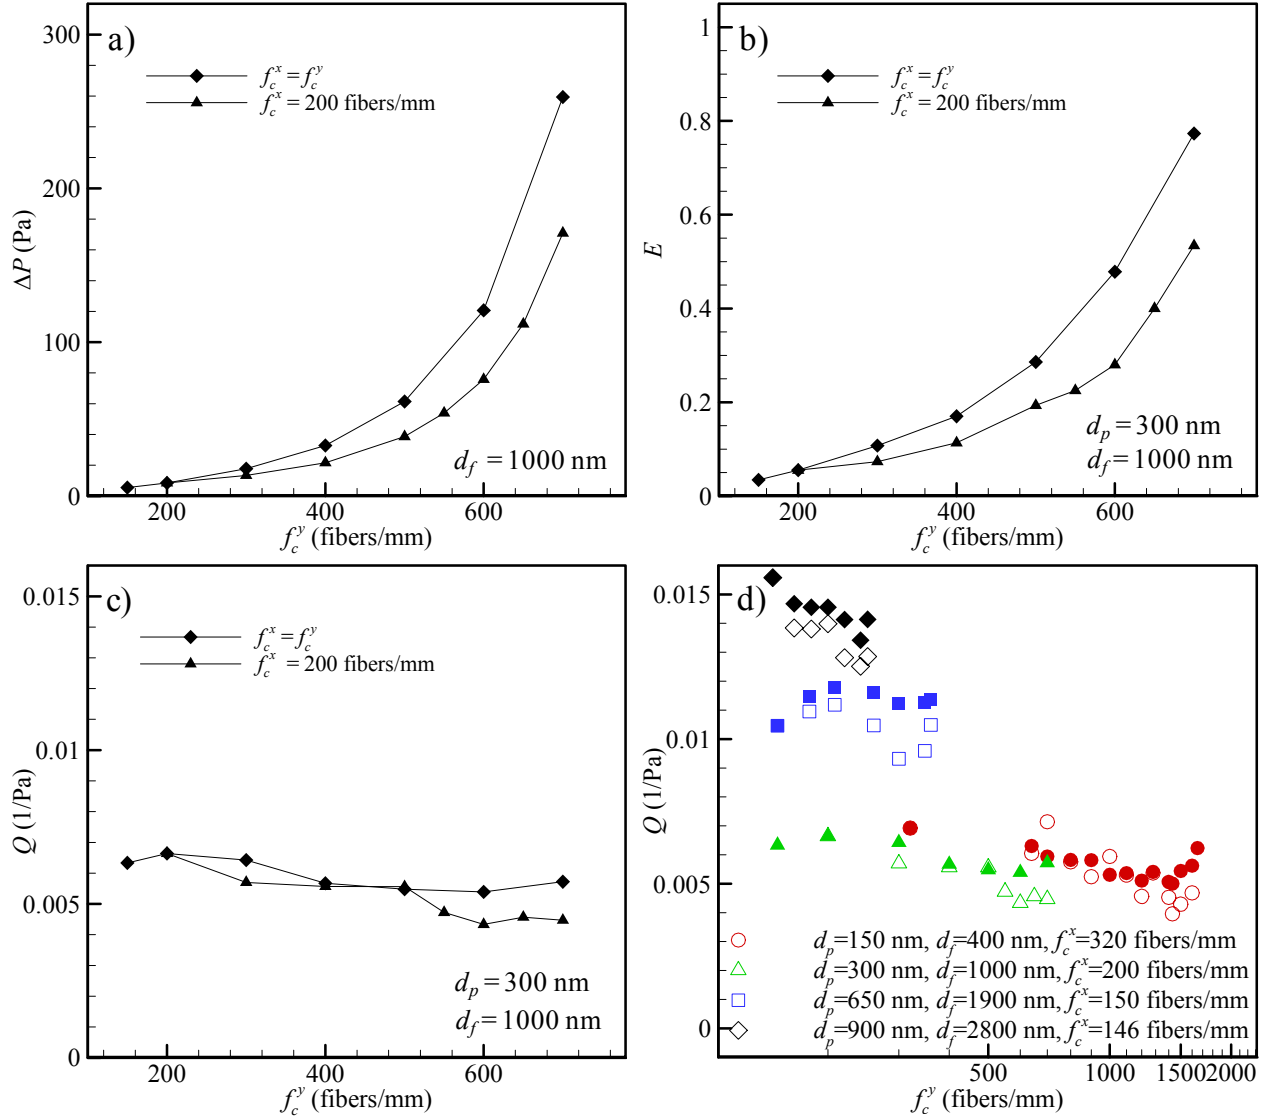 a)
300
200
100
0
ΔP (Pa)
f_c^x = f_c^y
f_c^x = 200 fibers/mm
d_f = 1000 nm
200
400
600
f_c^y (fibers/mm)
b)
1
0.8
0.6
0.4
0.2
0
E
f_c^x = f_c^y
f_c^x = 200 fibers/mm
d_p = 300 nm
d_f = 1000 nm
200
400
600
f_c^y (fibers/mm)
c)
0.015
0.01
0.005
0
Q (1/Pa)
f_c^x = f_c^y
f_c^x = 200 fibers/mm
d_p = 300 nm
d_f = 1000 nm
200
400
600
f_c^y (fibers/mm)
d)
0.015
0.01
0.005
0
Q (1/Pa)
d_p=150 nm, d_f=400 nm, f_c^x=320 fibers/mm
d_p=300 nm, d_f=1000 nm, f_c^x=200 fibers/mm
d_p=650 nm, d_f=1900 nm, f_c^x=150 fibers/mm
d_p=900 nm, d_f=2800 nm, f_c^x=146 fibers/mm
500
1000
1500
2000
f_c^y (fibers/mm)